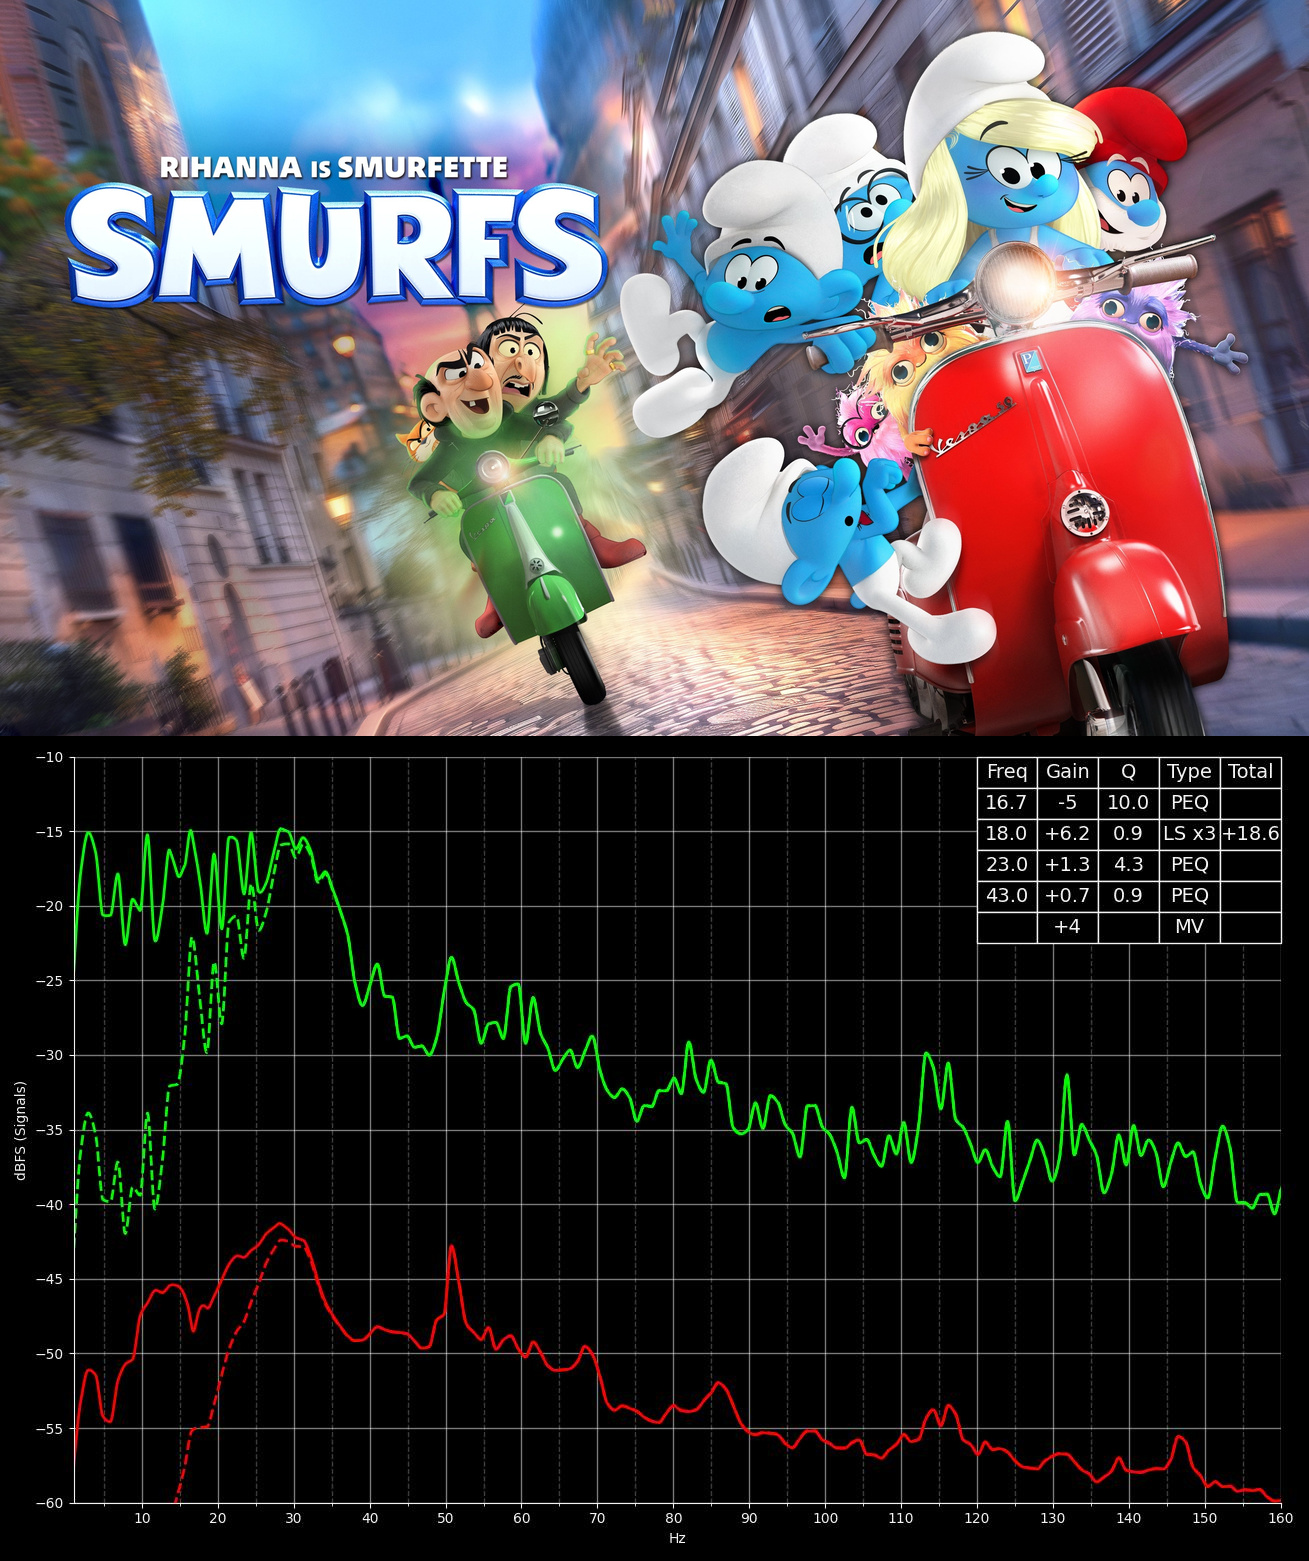 RIHANNA IS SMURFETTE
SMURFS
P
Vespa 50
−10
−15
−20
−25
−30
−35
−40
−45
−50
−55
−60
dBFS (Signals)
Freq Gain Q Type Total
16.7 -5 10.0 PEQ
18.0 +6.2 0.9 LS x3 +18.6
23.0 +1.3 4.3 PEQ
43.0 +0.7 0.9 PEQ
+4 MV
10 20 30 40 50 60 70 80 90 100 110 120 130 140 150 160
Hz